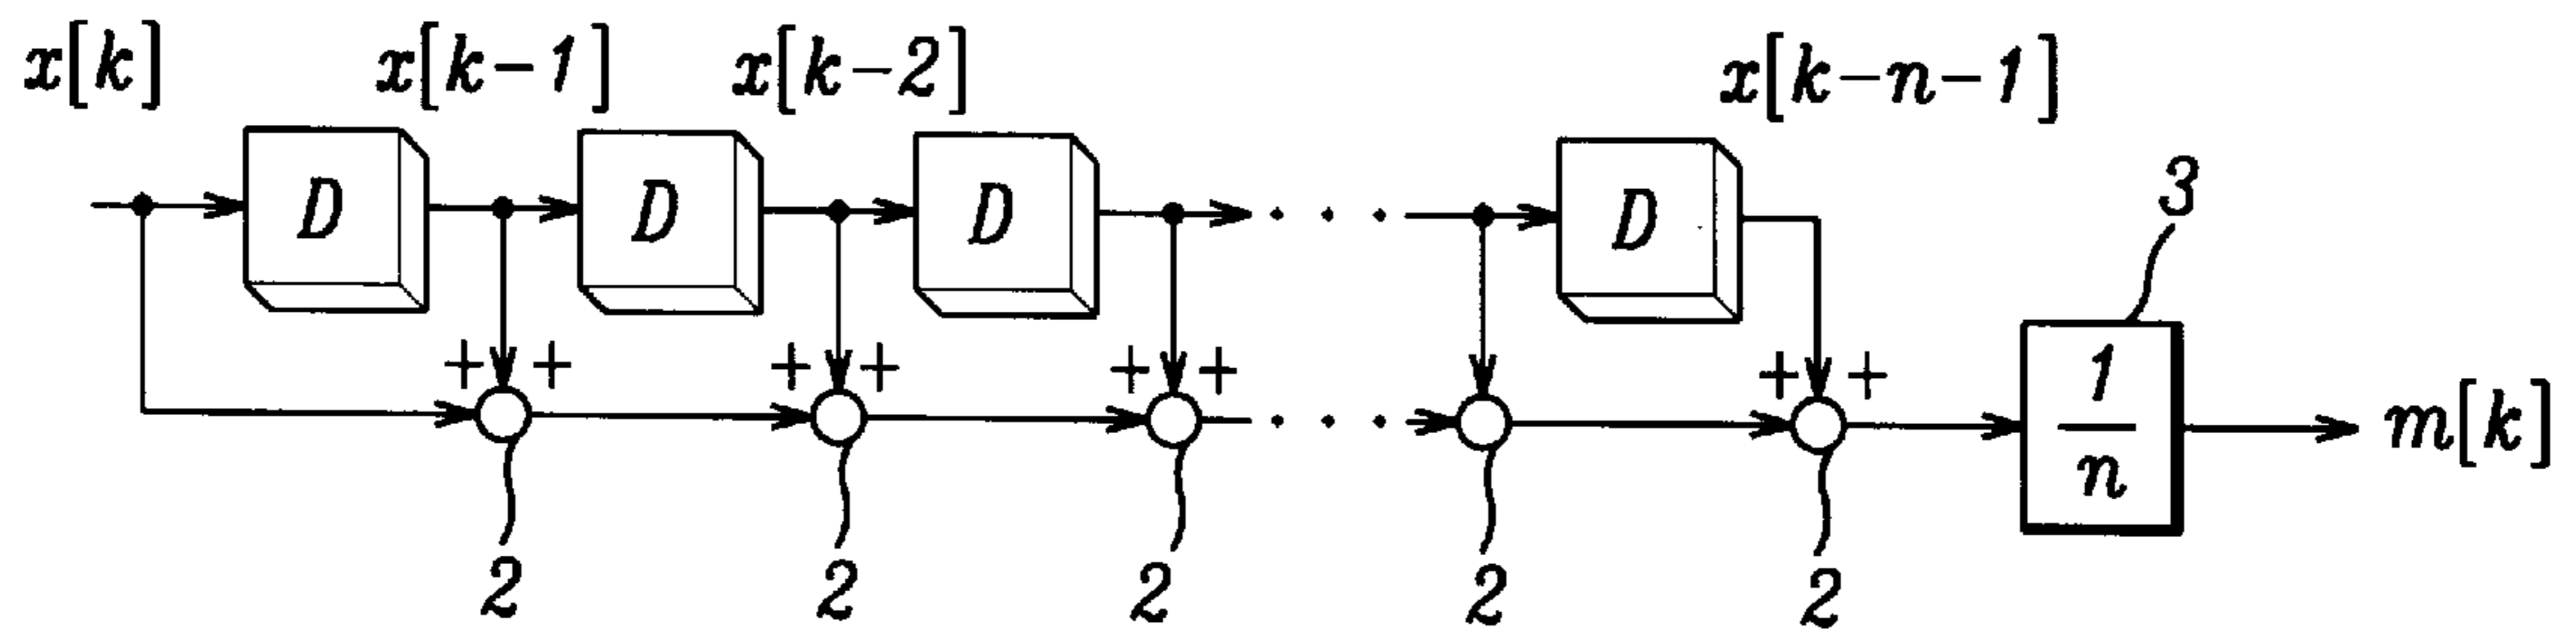 x[k] x[k-1] x[k-2] x[k-n-1]
3
D D D D
+ + + + + + + +
1
n
m[k]
2 2 2 2 2